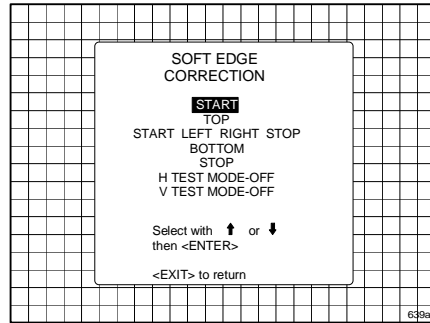 SOFT EDGE
CORRECTION
START
TOP
START LEFT RIGHT STOP
BOTTOM
STOP
H TEST MODE-OFF
V TEST MODE-OFF
Select with ⬆ or ⬇
then <ENTER>
<EXIT> to return
639a